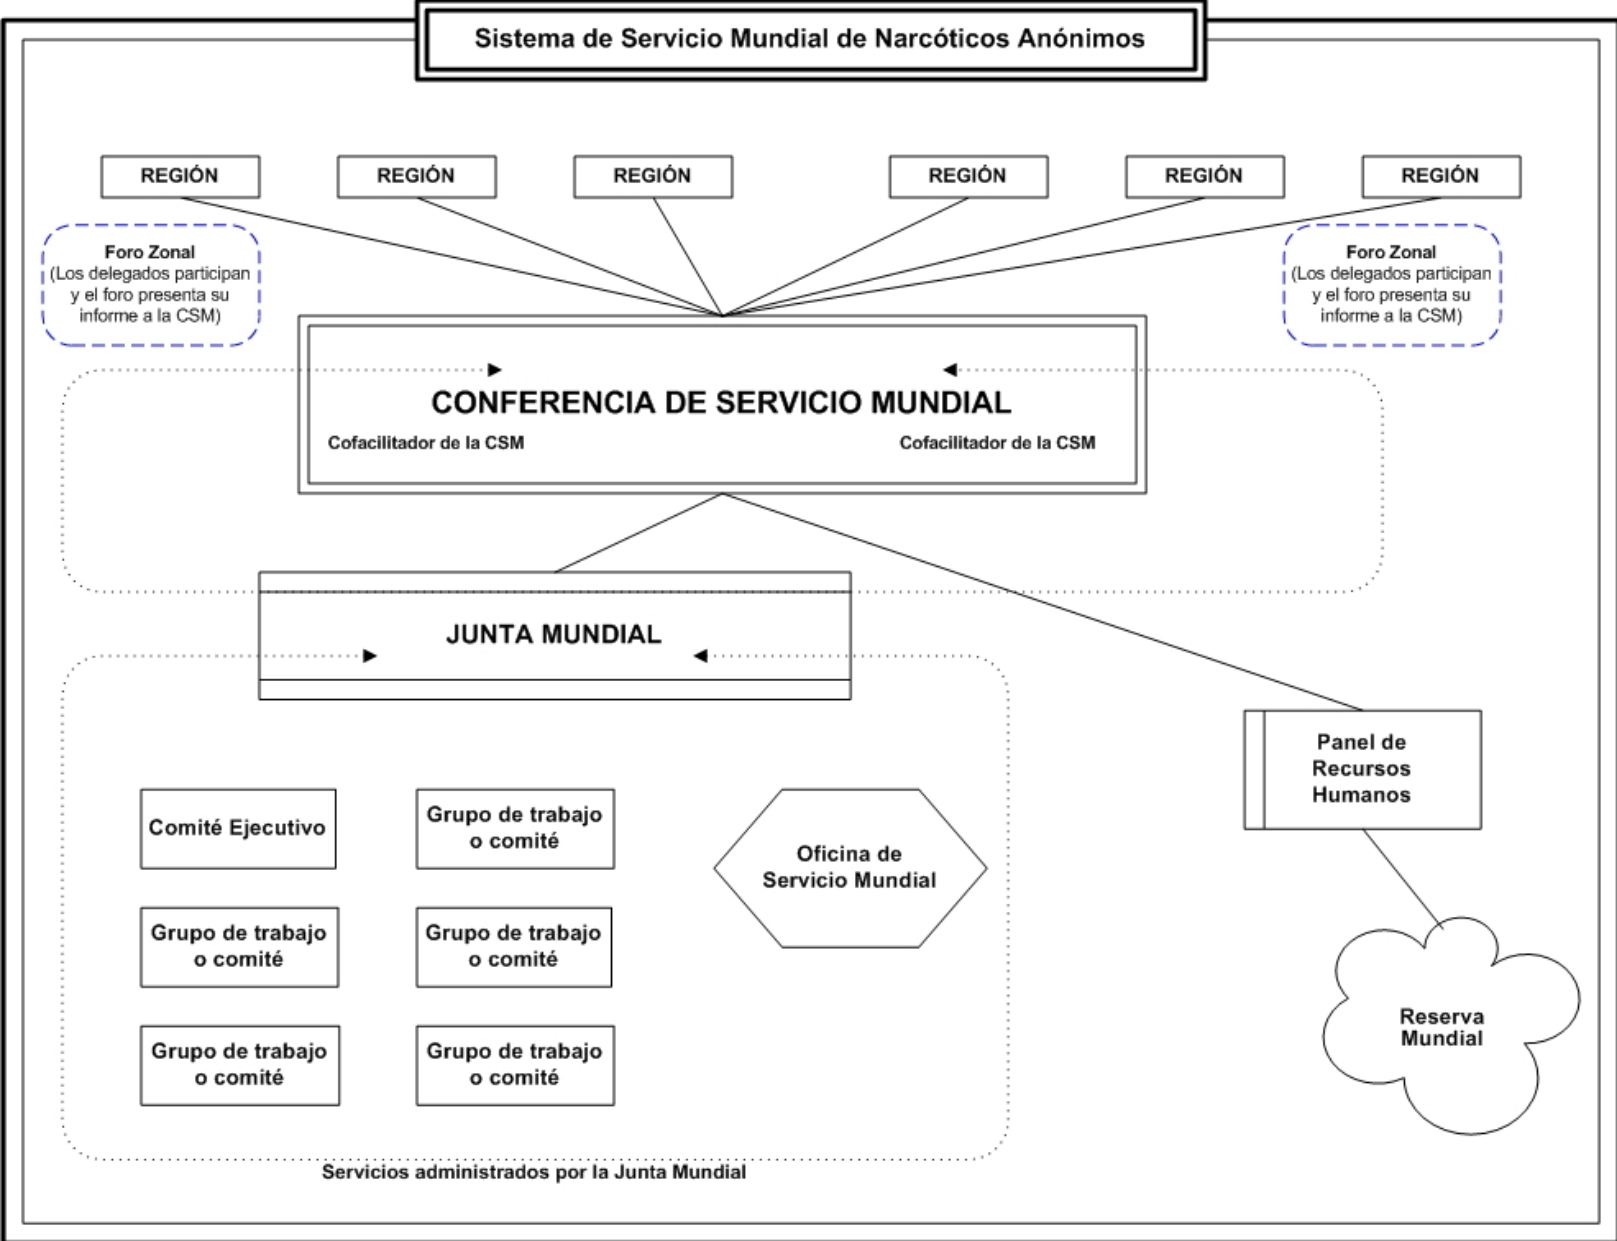 Sistema de Servicio Mundial de Narcóticos Anónimos
REGIÓN
REGIÓN
REGIÓN
REGIÓN
REGIÓN
REGIÓN
Foro Zonal
(Los delegados participan
y el foro presenta su
informe a la CSM)
Foro Zonal
(Los delegados participan
y el foro presenta su
informe a la CSM)
CONFERENCIA DE SERVICIO MUNDIAL
Cofacilitador de la CSM
Cofacilitador de la CSM
JUNTA MUNDIAL
Panel de
Recursos
Humanos
Comité Ejecutivo
Grupo de trabajo
o comité
Oficina de
Servicio Mundial
Grupo de trabajo
o comité
Grupo de trabajo
o comité
Reserva
Mundial
Grupo de trabajo
o comité
Grupo de trabajo
o comité
Servicios administrados por la Junta Mundial